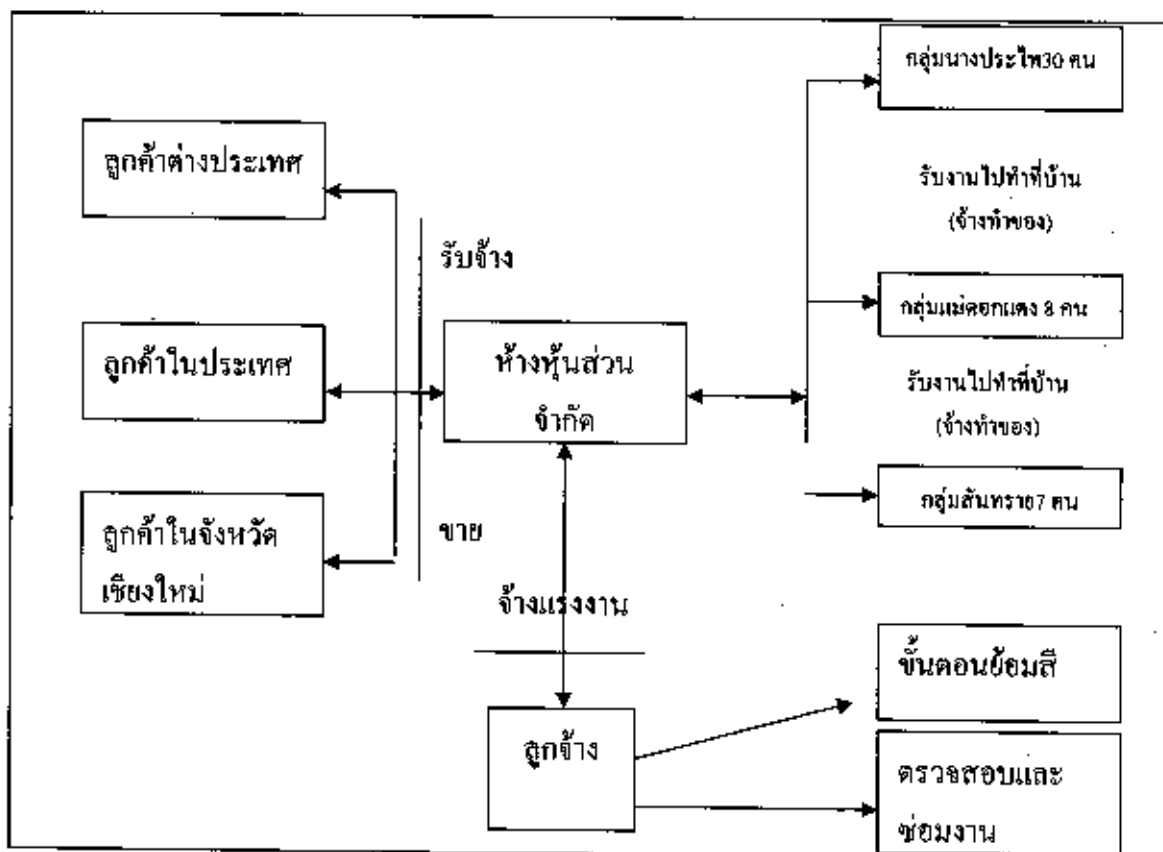 กลุ่มนางประไพ30 คน
ลูกค้าต่างประเทศ
รับงานไปทำที่บ้าน
(จ้างทำของ)
รับจ้าง
กลุ่มแม่ดอกแดง 8 คน
ลูกค้าในประเทศ
ห้างหุ้นส่วน
จำกัด
รับงานไปทำที่บ้าน
(จ้างทำของ)
กลุ่มสันทราย7 คน
ลูกค้าในจังหวัด
เชียงใหม่
ขาย
จ้างแรงงาน
ขั้นตอนย้อมสี
ลูกจ้าง
ตรวจสอบและ
ซ่อมงาน